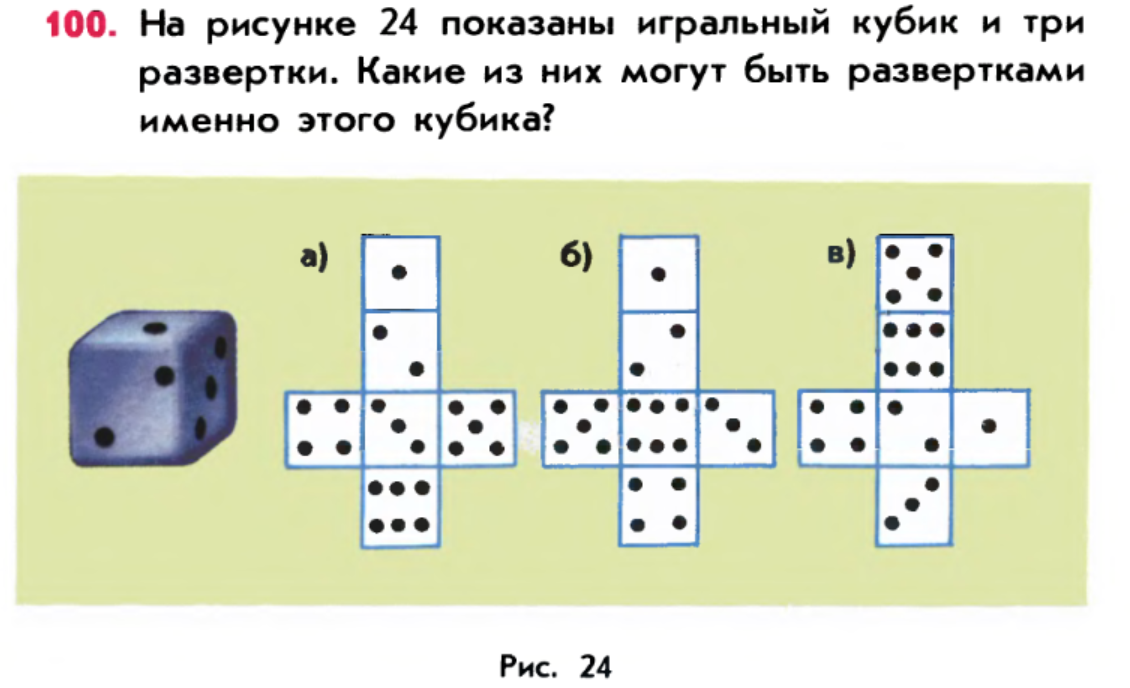 100. На рисунке 24 показаны игральный кубик и три
развертки. Какие из них могут быть развертками
именно этого кубика?
а) б) в)
Рис. 24